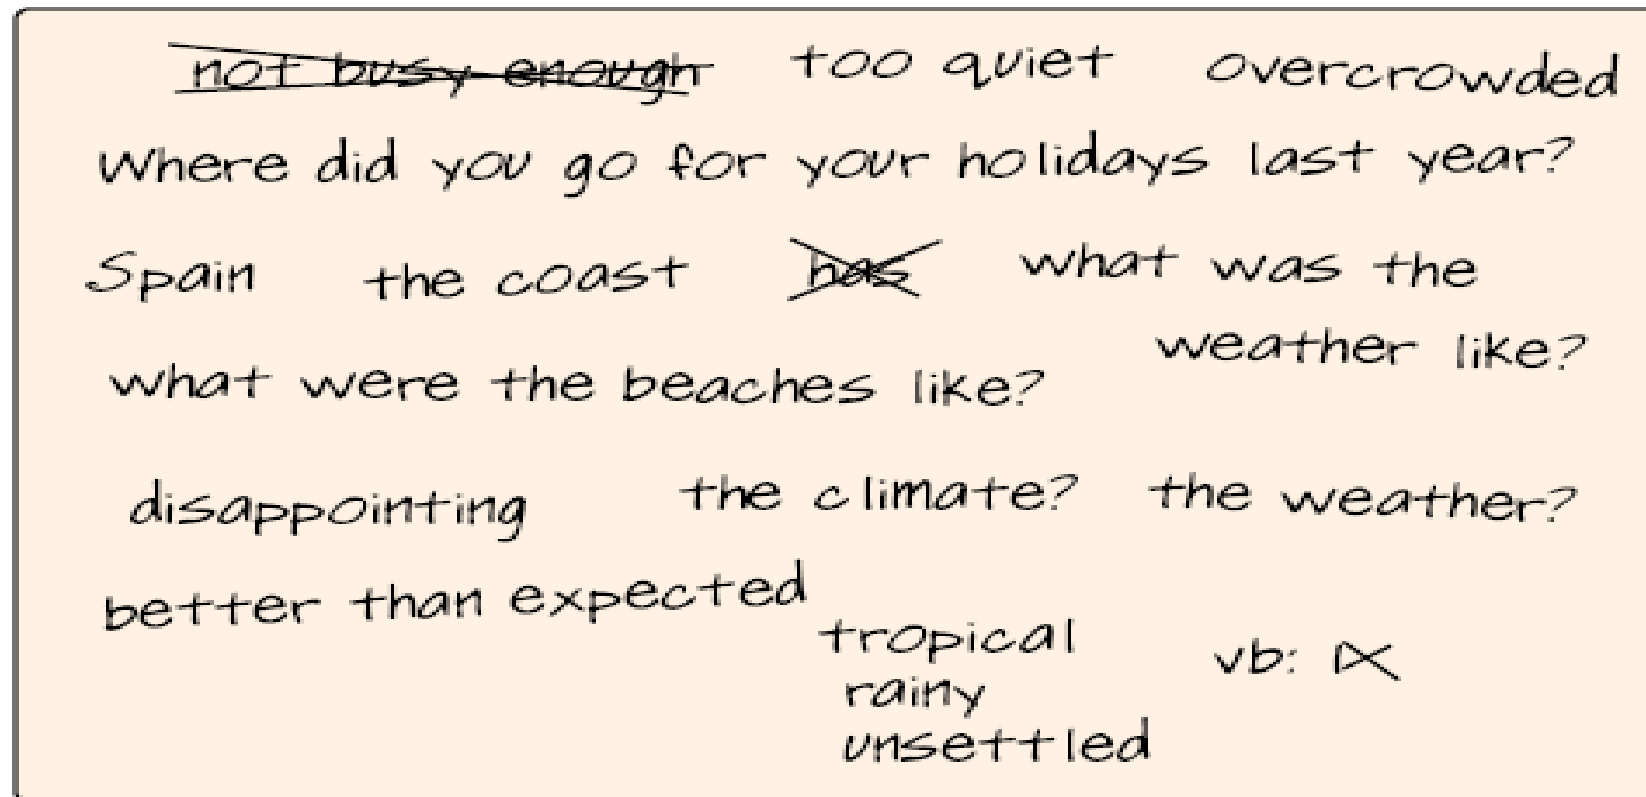 not busy enough too quiet overcrowded
Where did you go for your holidays last year?
Spain the coast has what was the
weather like?
what were the beaches like?
disappointing the climate? the weather?
better than expected
tropical
vb:
rainy
unsettled